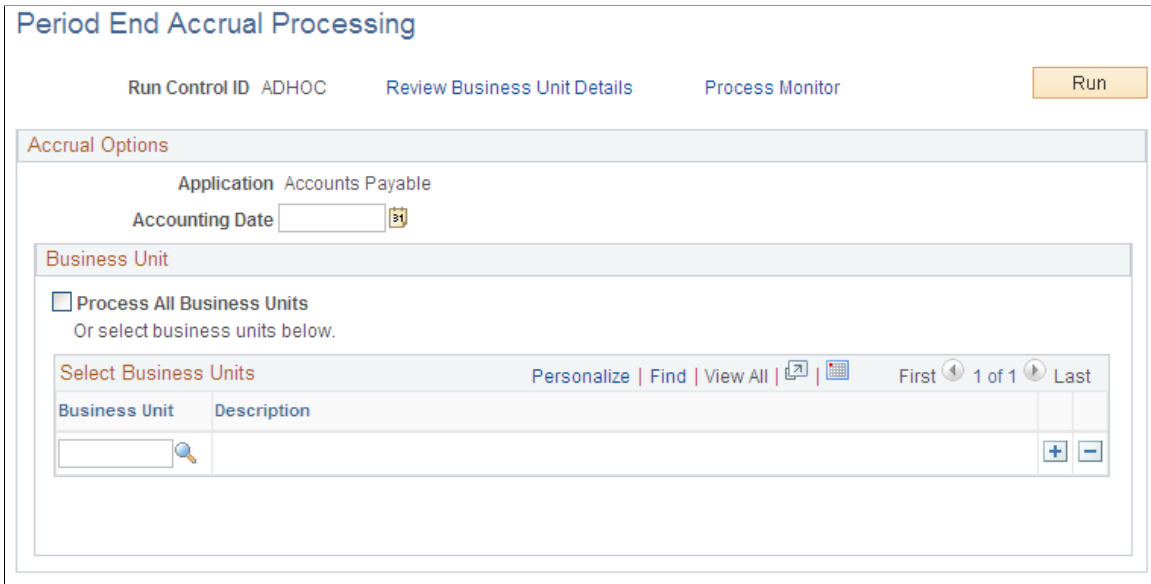 Period End Accrual Processing
Run Control ID ADHOC Review Business Unit Details Process Monitor Run
Accrual Options
Application Accounts Payable
Accounting Date 31
Business Unit
Process All Business Units
Or select business units below.
Select Business Units Personalize | Find | View All | | First 1 of 1 Last
Business Unit Description